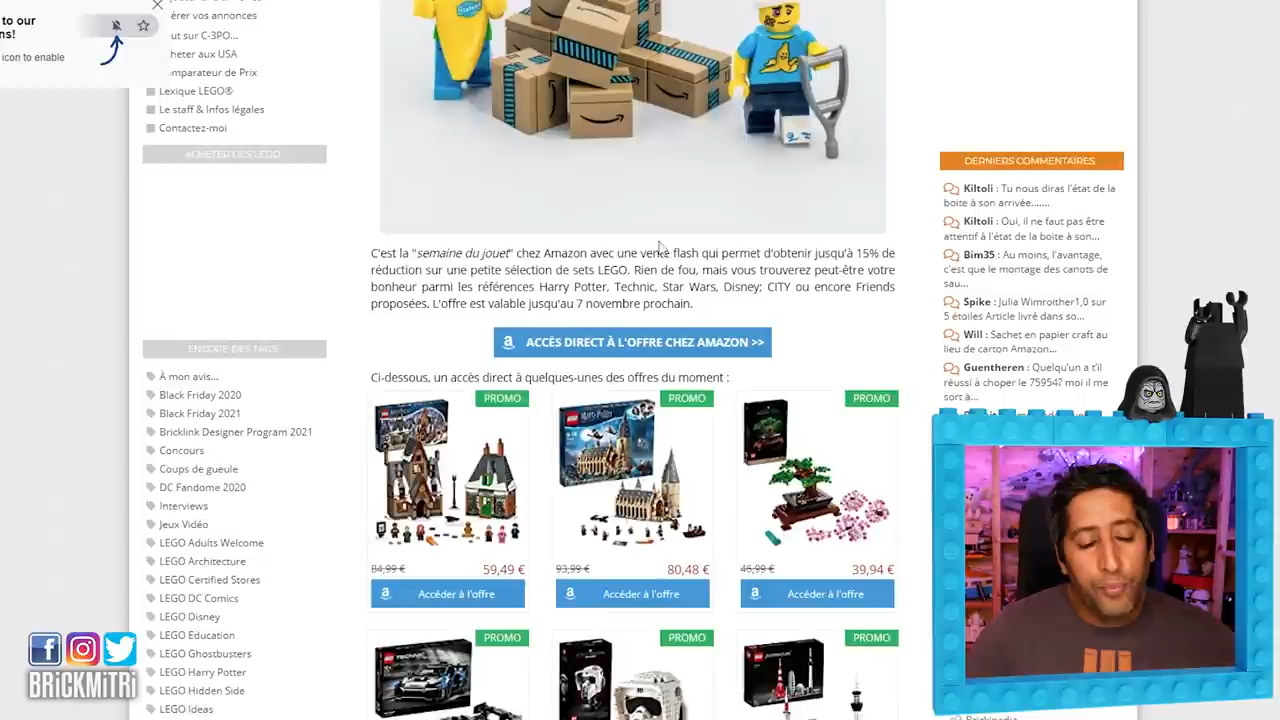 to our
ns!
icon to enable
érer vos annonces
ut sur C-3PO...
heter aux USA
omparateur de Prix
Lexique LEGO®
Le staff & Infos légales
Contactez-moi
ACHETER DES LEGO
ENCORE DES TAGS
À mon avis...
Black Friday 2020
Black Friday 2021
Bricklink Designer Program 2021
Concours
Coups de gueule
DC Fandome 2020
Interviews
Jeux Vidéo
LEGO Adults Welcome
LEGO Architecture
LEGO Certified Stores
LEGO DC Comics
LEGO Disney
LEGO Education
LEGO Ghostbusters
LEGO Harry Potter
LEGO Hidden Side
LEGO Ideas
BRiCKMiTRi
C'est la "semaine du jouet" chez Amazon avec une vente flash qui permet d'obtenir jusqu'à 15% de
réduction sur une petite sélection de sets LEGO. Rien de fou, mais vous trouverez peut-être votre
bonheur parmi les références Harry Potter, Technic, Star Wars, Disney; CITY ou encore Friends
proposées. L'offre est valable jusqu'au 7 novembre prochain.
ACCÈS DIRECT À L'OFFRE CHEZ AMAZON >>
Ci-dessous, un accès direct à quelques-unes des offres du moment :
PROMO
PROMO
PROMO
84,99 € 59,49 €
93,99 € 80,48 €
46,99 € 39,94 €
Accéder à l'offre
Accéder à l'offre
Accéder à l'offre
PROMO
PROMO
PROMO
DERNIERS COMMENTAIRES
Kiltoli : Tu nous diras l'état de la
boite à son arrivée.......
Kiltoli : Oui, il ne faut pas être
attentif à l'état de la boite à son...
Bim35 : Au moins, l'avantage,
c'est que le montage des canots de
sau...
Spike : Julia Wimroither1,0 sur
5 étoiles Article livré dans so...
Will : Sachet en papier craft au
lieu de carton Amazon...
Guentheren : Quelqu'un a t'il
réussi à choper le 75954? moi il me
sort à...
Brickpedia